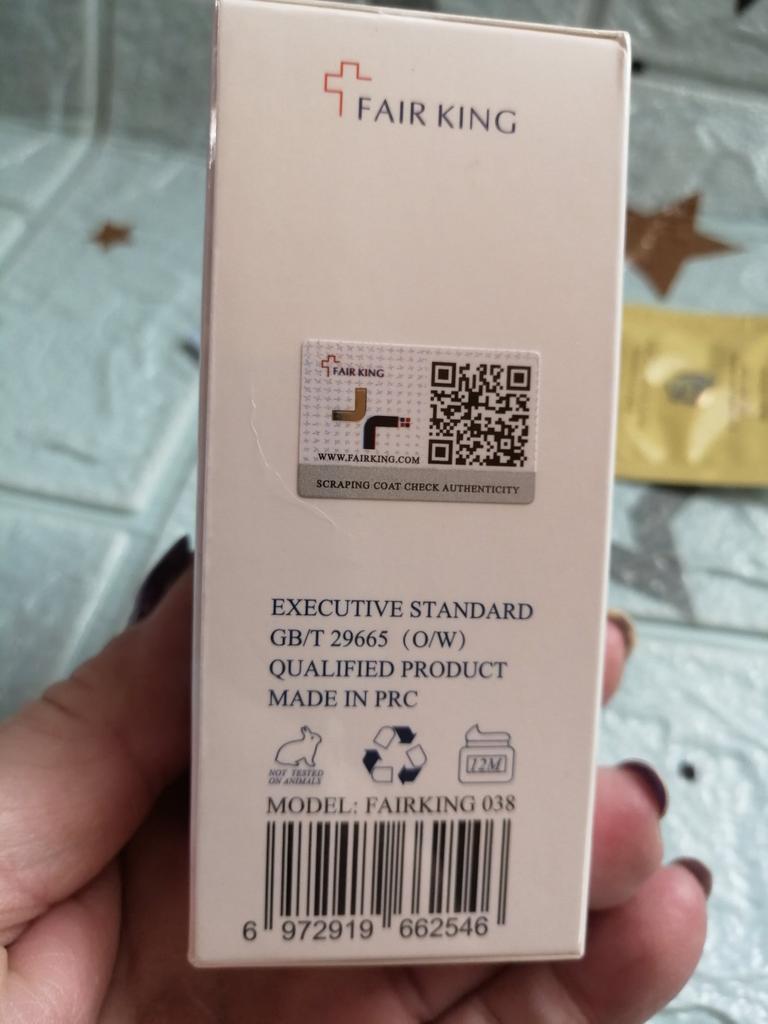 FAIR KING
FAIR KING
WWW.FAIRKING.COM
SCRAPING COAT CHECK AUTHENTICITY
EXECUTIVE STANDARD
GB/T 29665（O/W）
QUALIFIED PRODUCT
MADE IN PRC
NOT TESTED
ON ANIMALS
12M
MODEL: FAIRKING 038
6 972919 662546